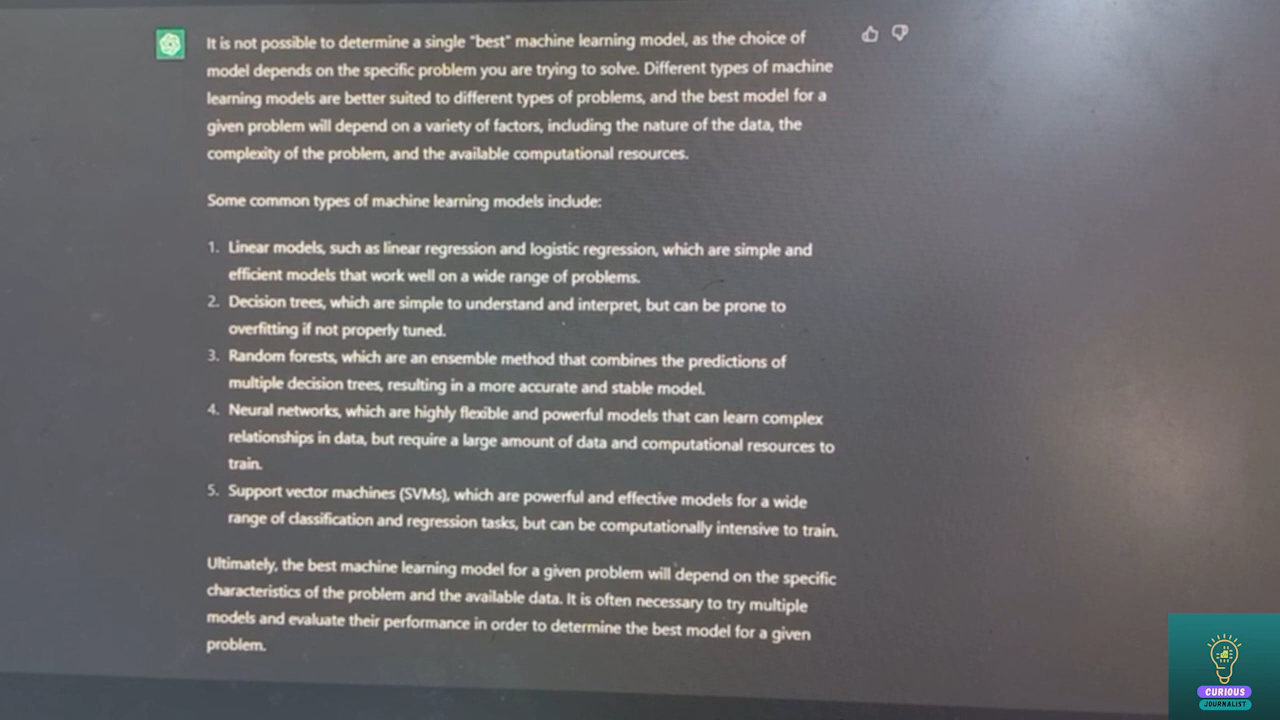 It is not possible to determine a single "best" machine learning model, as the choice of
model depends on the specific problem you are trying to solve. Different types of machine
learning models are better suited to different types of problems, and the best model for a
given problem will depend on a variety of factors, including the nature of the data, the
complexity of the problem, and the available computational resources.
Some common types of machine learning models include:
1. Linear models, such as linear regression and logistic regression, which are simple and
efficient models that work well on a wide range of problems.
2. Decision trees, which are simple to understand and interpret, but can be prone to
overfitting if not properly tuned.
3. Random forests, which are an ensemble method that combines the predictions of
multiple decision trees, resulting in a more accurate and stable model.
4. Neural networks, which are highly flexible and powerful models that can learn complex
relationships in data, but require a large amount of data and computational resources to
train.
5. Support vector machines (SVMs), which are powerful and effective models for a wide
range of classification and regression tasks, but can be computationally intensive to train.
Ultimately, the best machine learning model for a given problem will depend on the specific
characteristics of the problem and the available data. It is often necessary to try multiple
models and evaluate their performance in order to determine the best model for a given
problem.
CURIOUS
JOURNALIST